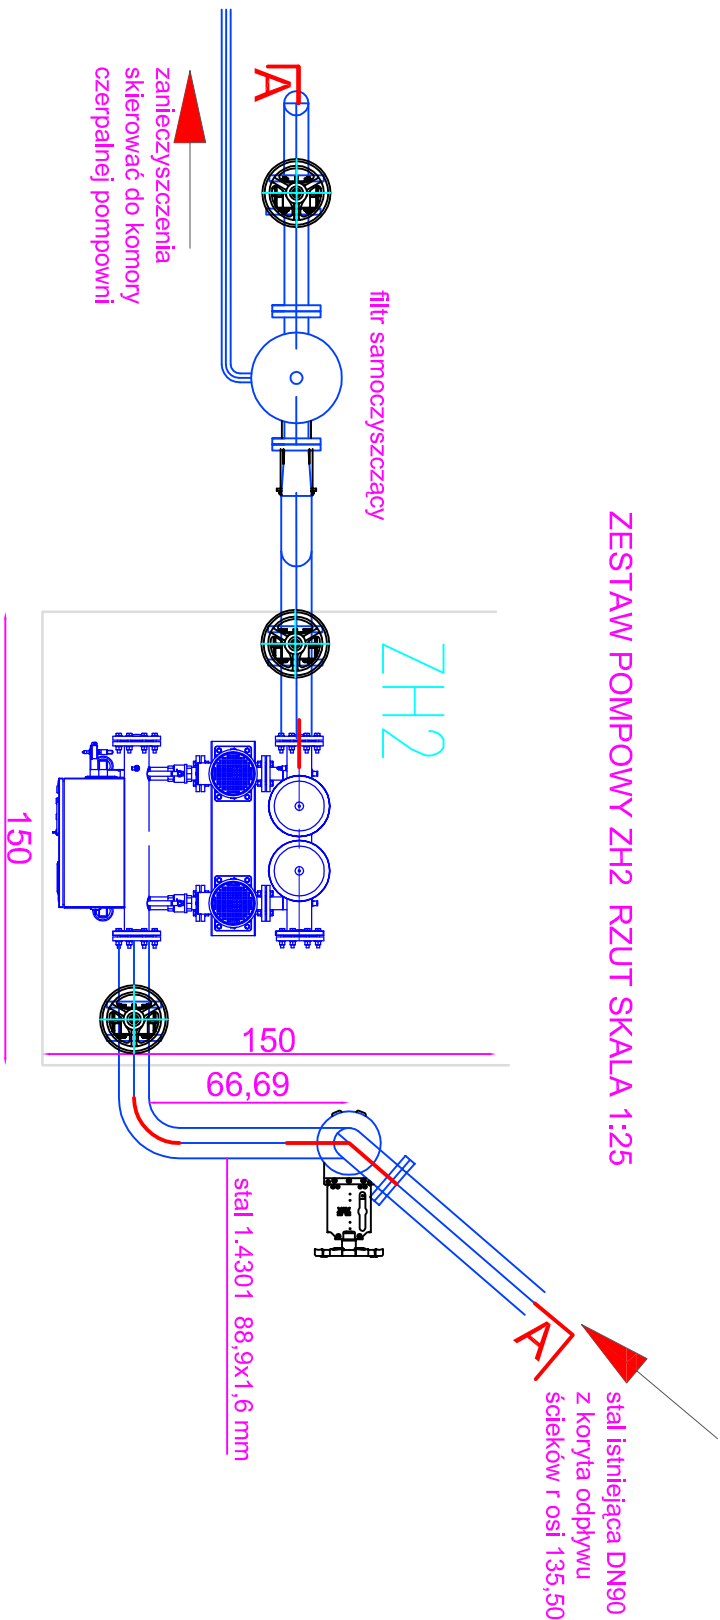 ZESTAW POMPOWY ZH2 RZUT SKALA 1:25
ZH2
filtr samoczyszczący
A
zanieczyszczenia
skierować do komory
czerpalnej pompowni
150
150
66,69
stal 1.4301 88,9x1,6 mm
A
stal istniejąca DN90
z koryta odpływu
ścieków r osi 135,50